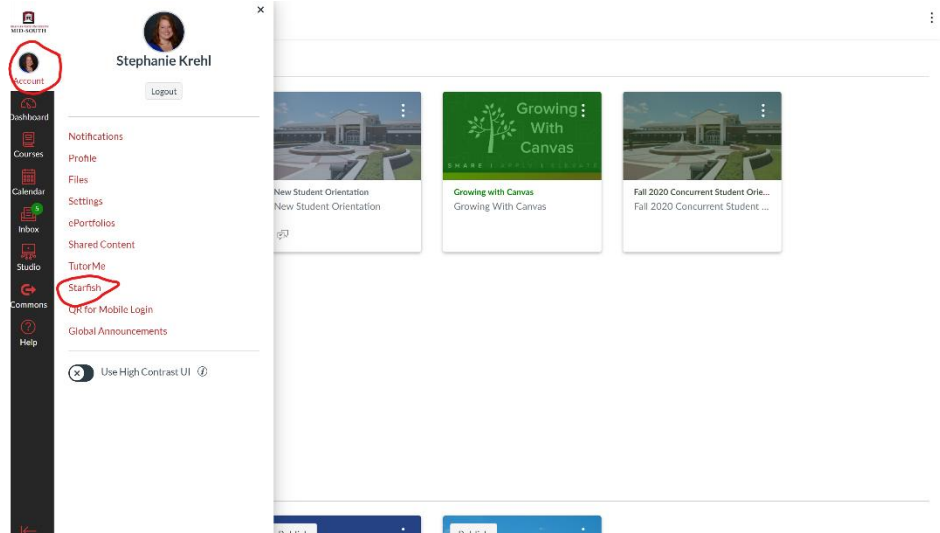 MID-SOUTH
Account
Dashboard
Courses
Calendar
5
Inbox
Studio
Commons
Help
Stephanie Krehl
Logout
Notifications
Profile
Files
Settings
ePortfolios
Shared Content
TutorMe
Starfish
QR for Mobile Login
Global Announcements
Use High Contrast UI
New Student Orientation
New Student Orientation
Growing
With
Canvas
SHARE | APPLY | ELEVATE
Growing with Canvas
Growing With Canvas
Fall 2020 Concurrent Student Orie...
Fall 2020 Concurrent Student ...